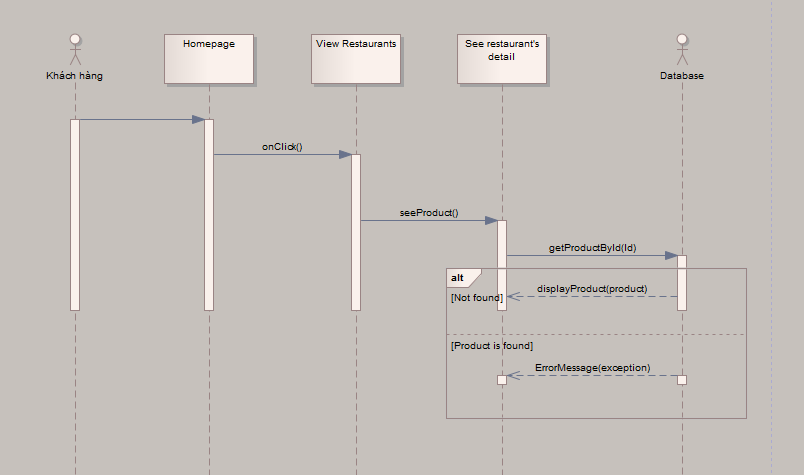 Khách hàng
Homepage
View Restaurants
See restaurant's
detail
Database
onClick()
seeProduct()
getProductById(Id)
alt
displayProduct(product)
[Not found]
[Product is found]
ErrorMessage(exception)